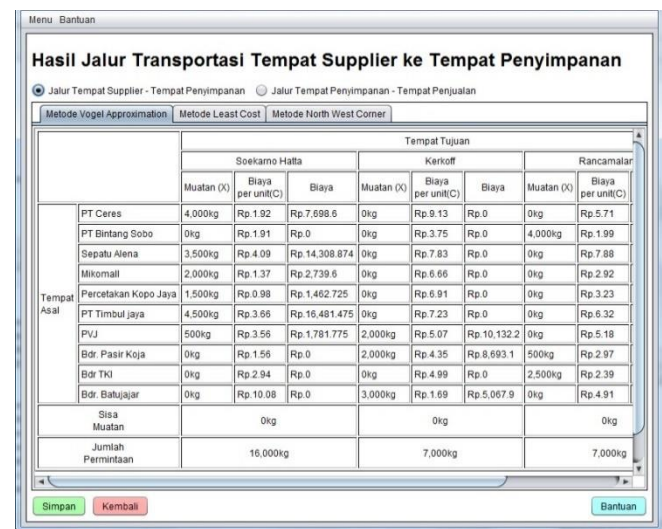 Menu Bantuan
Hasil Jalur Transportasi Tempat Supplier ke Tempat Penyimpanan
Jalur Tempat Supplier - Tempat Penyimpanan Jalur Tempat Penyimpanan - Tempat Penjualan
Metode Vogel Approximation Metode Least Cost Metode North West Corner
Tempat Tujuan
Soekarno Hatta Kerkoff Rancamalar
Muatan (X) Biaya per unit(C) Biaya Muatan (X) Biaya per unit(C) Biaya Muatan (X) Biaya per unit(C)
Tempat Asal
PT Ceres 4,000kg Rp.1.92 Rp.7,698.6 0kg Rp.9.13 Rp.0 0kg Rp.5.71
PT Bintang Sobo 0kg Rp.1.91 Rp.0 0kg Rp.3.75 Rp.0 4,000kg Rp.1.99
Sepatu Alena 3,500kg Rp.4.09 Rp.14,308.874 0kg Rp.7.83 Rp.0 0kg Rp.7.88
Mikomall 2,000kg Rp.1.37 Rp.2,739.6 0kg Rp.6.66 Rp.0 0kg Rp.2.92
Percetakan Kopo Jaya 1,500kg Rp.0.98 Rp.1,462.725 0kg Rp.6.91 Rp.0 0kg Rp.3.23
PT Timbul jaya 4,500kg Rp.3.66 Rp.16,481.475 0kg Rp.7.23 Rp.0 0kg Rp.6.32
PVJ 500kg Rp.3.56 Rp.1,781.775 2,000kg Rp.5.07 Rp.10,132.2 0kg Rp.5.18
Bdr. Pasir Koja 0kg Rp.1.56 Rp.0 2,000kg Rp.4.35 Rp.8,693.1 500kg Rp.2.97
Bdr TKI 0kg Rp.2.94 Rp.0 0kg Rp.4.99 Rp.0 2,500kg Rp.2.39
Bdr. Batujajar 0kg Rp.10.08 Rp.0 3,000kg Rp.1.69 Rp.5,067.9 0kg Rp.4.91
Sisa Muatan 0kg 0kg 0kg
Jumlah Permintaan 16,000kg 7,000kg 7,000kg
Simpan Kembali Bantuan